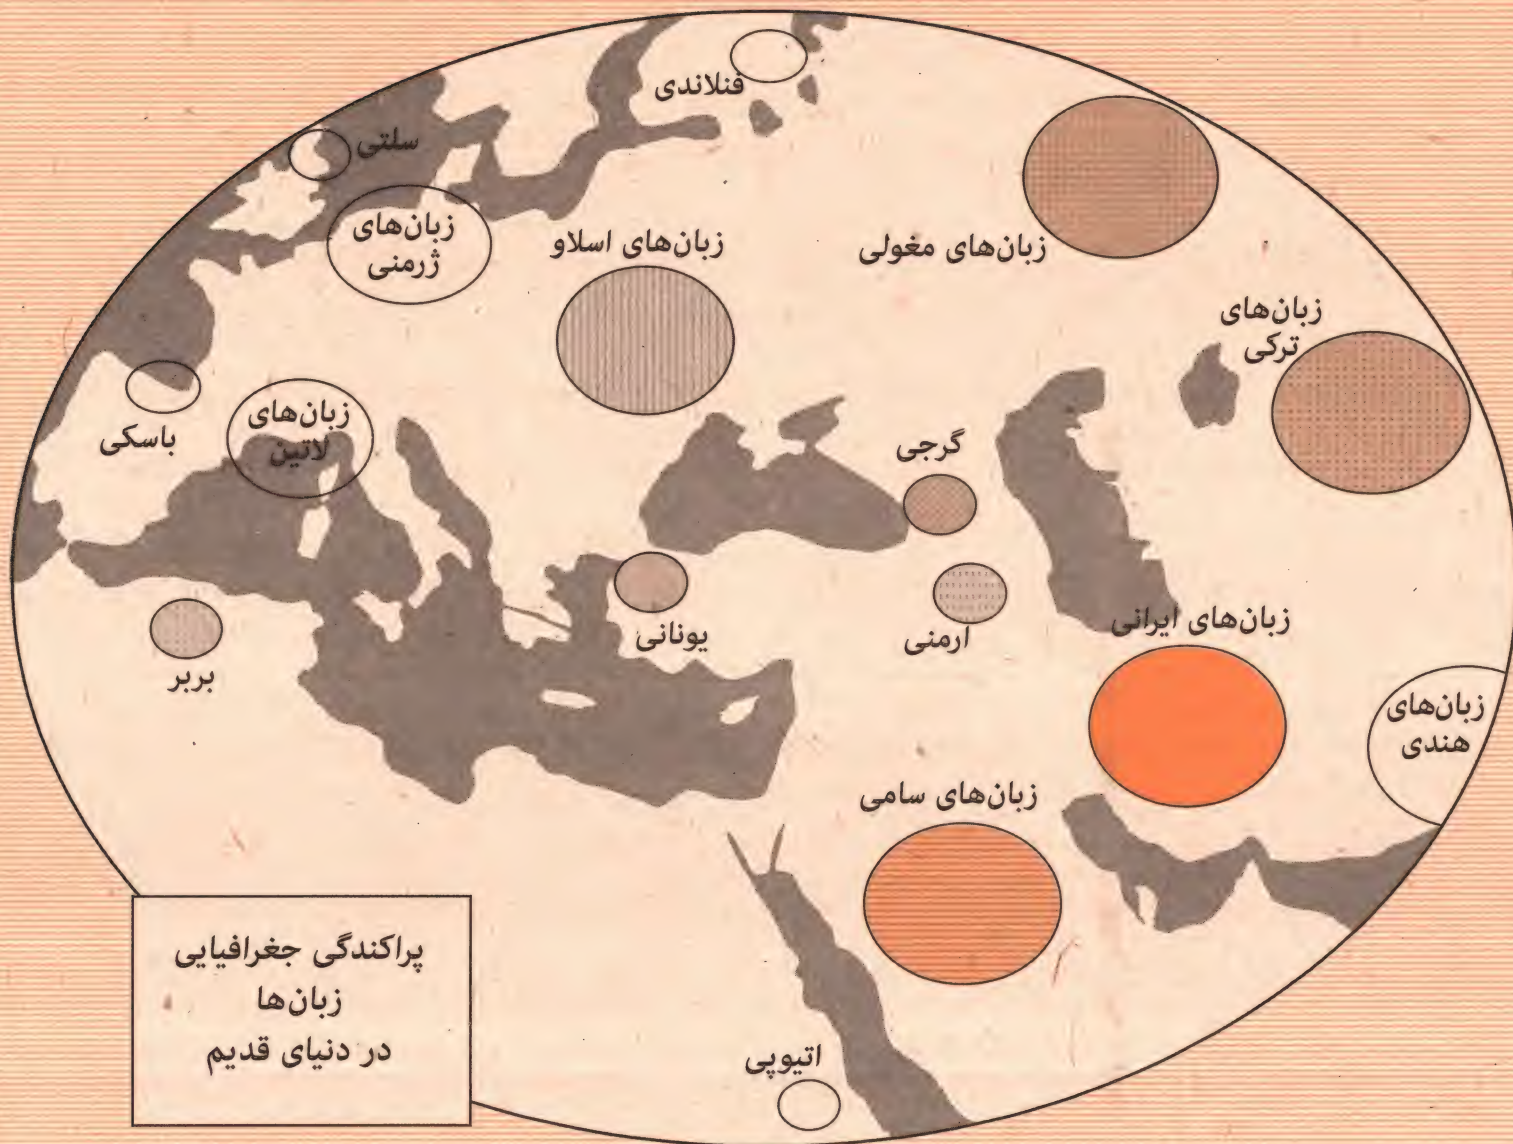 فنلاندی
سلتی
زبان‌های
ژرمنی
زبان‌های اسلاو
زبان‌های مغولی
زبان‌های
ترکی
باسکی
زبان‌های
لاتین
گرجی
یونانی
ارمنی
زبان‌های ایرانی
بربر
زبان‌های
هندی
زبان‌های سامی
اتیوپی
پراکندگی جغرافیایی
زبان‌ها
در دنیای قدیم